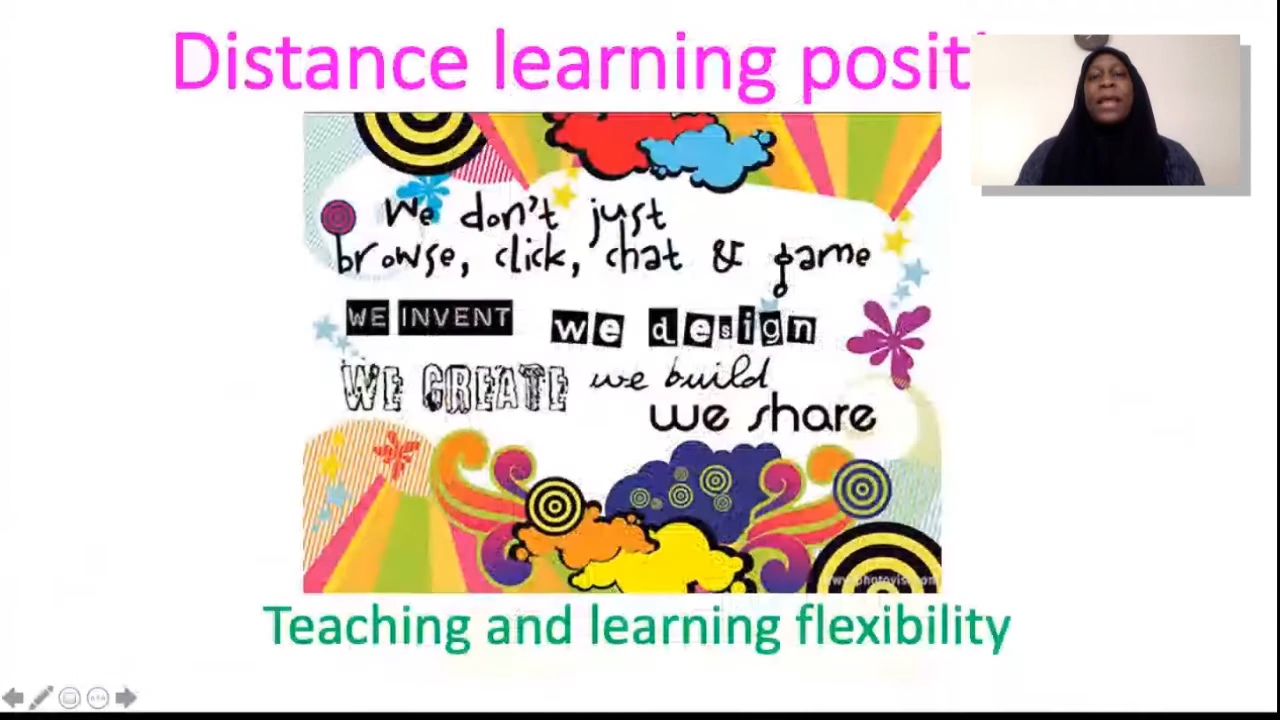 Distance learning posit
We don't just
browse, click, chat & game
WE INVENT we design
WE CREATE we build
we share
Teaching and learning flexibility